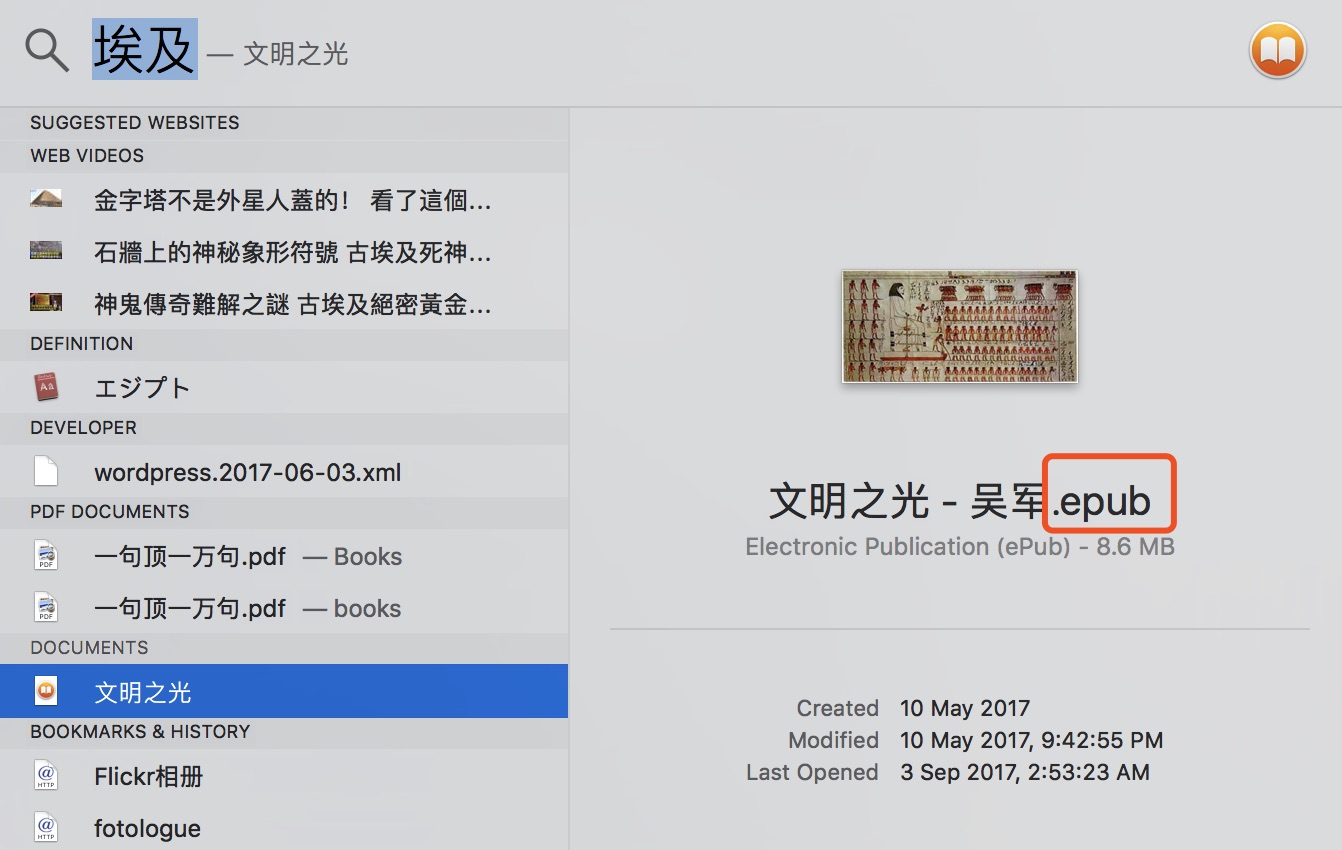 埃及 — 文明之光
SUGGESTED WEBSITES
WEB VIDEOS
金字塔不是外星人蓋的！ 看了這個...
石牆上的神秘象形符號 古埃及死神...
神鬼傳奇難解之謎 古埃及絕密黃金...
DEFINITION
Aa
エジプト
DEVELOPER
wordpress.2017-06-03.xml
PDF DOCUMENTS
PDF
一句顶一万句.pdf — Books
PDF
一句顶一万句.pdf — books
DOCUMENTS
文明之光
BOOKMARKS & HISTORY
@
HTTP
Flickr相册
@
HTTP
fotologue
文明之光 - 吴军.epub
Electronic Publication (ePub) - 8.6 MB
Created 10 May 2017
Modified 10 May 2017, 9:42:55 PM
Last Opened 3 Sep 2017, 2:53:23 AM